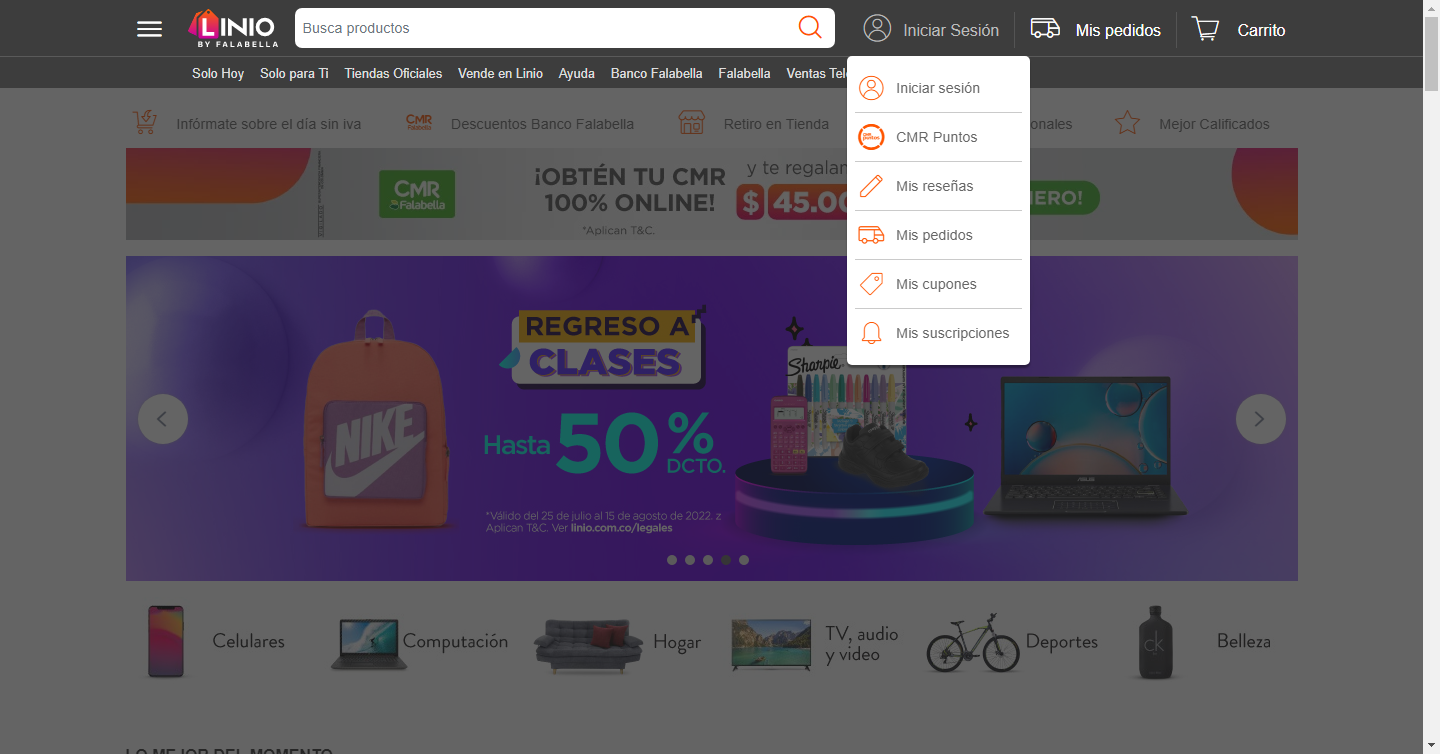 LINIO
BY FALABELLA
Busca productos
Iniciar Sesión
Mis pedidos
Carrito
Solo Hoy
Solo para Ti
Tiendas Oficiales
Vende en Linio
Ayuda
Banco Falabella
Falabella
Ventas Tel
Iniciar sesión
CMR Puntos
Mis reseñas
Mis pedidos
Mis cupones
Mis suscripciones
Infórmate sobre el día sin iva
CMR
Falabella
Descuentos Banco Falabella
Retiro en Tienda
onales
Mejor Calificados
CMR
Falabella
¡OBTÉN TU CMR
100% ONLINE!
*Aplican T&C.
y te regalan
$ 45.00
NERO!
REGRESO A
CLASES
Hasta 50%
DCTO.
*Válido del 25 de julio al 15 de agosto de 2022. z
Aplican T&C. Ver linio.com.co/legales
NIKE
Sharpie
ASUS
Celulares
Computación
Hogar
TV, audio
y video
Deportes
ck
Belleza
LO MEJOR DEL MOMENTO